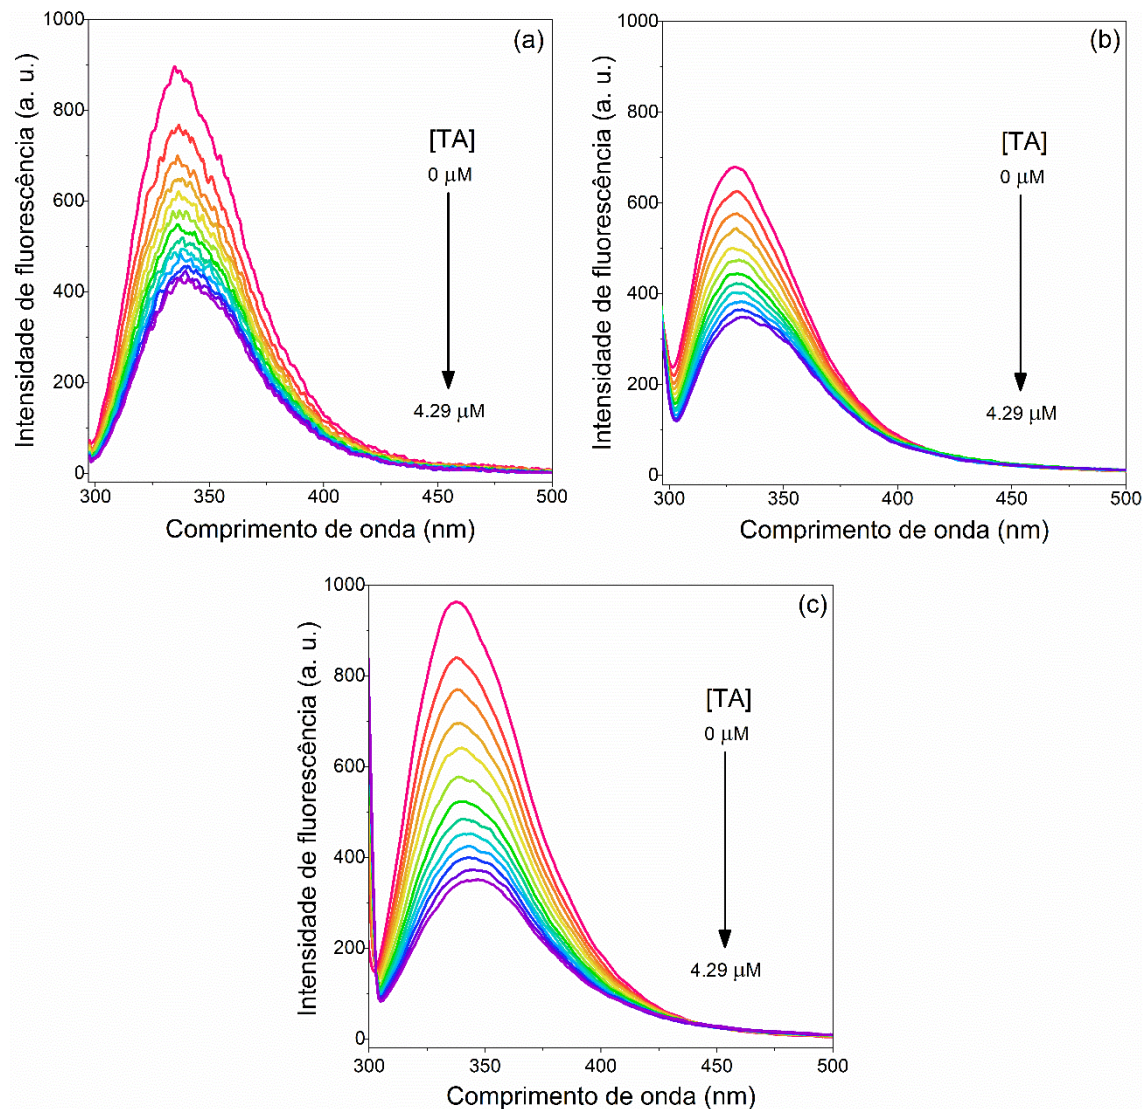 (a)
Intensidade de fluorescência (a. u.)
1000
800
600
400
200
0
[TA]
0 μM
4.29 μM
300 350 400 450 500
Comprimento de onda (nm)
(b)
Intensidade de fluorescência (a. u.)
1000
800
600
400
200
0
[TA]
0 μM
4.29 μM
300 350 400 450 500
Comprimento de onda (nm)
(c)
Intensidade de fluorescência (a. u.)
1000
800
600
400
200
0
[TA]
0 μM
4.29 μM
300 350 400 450 500
Comprimento de onda (nm)